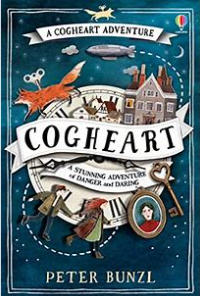 A COGHEART ADVENTURE
COGHEART
A STUNNING ADVENTURE
of DANGER and DARING
PETER BUNZL